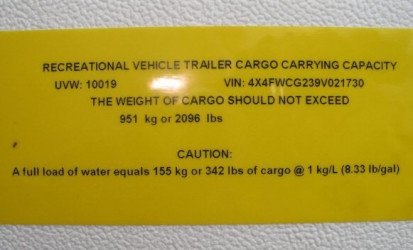 RECREATIONAL VEHICLE TRAILER CARGO CARRYING CAPACITY
UVW: 10019 VIN: 4X4FWCG239V021730
THE WEIGHT OF CARGO SHOULD NOT EXCEED
951 kg or 2096 lbs
CAUTION:
A full load of water equals 155 kg or 342 lbs of cargo @ 1 kg/L (8.33 lb/gal)